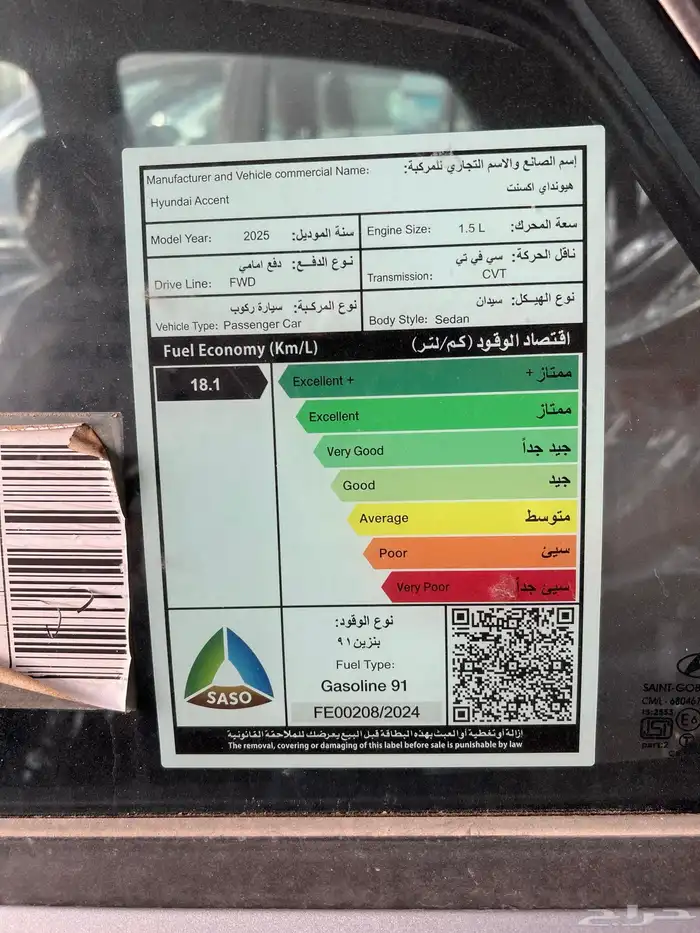 إسم الصانع والاسم التجاري للمركبة:
Manufacturer and Vehicle commercial Name:
هيونداي اكسنت
Hyundai Accent
Model Year: 2025 سنة الموديل:
Engine Size: 1.5 L سعة المحرك:
نوع الدفع: دفع امامي
Drive Line: FWD
ناقل الحركة: سي في تي
Transmission: CVT
نوع المركبة: سيارة ركوب
Vehicle Type: Passenger Car
نوع الهيكل: سيدان
Body Style: Sedan
Fuel Economy (Km/L) اقتصاد الوقود (كم/لتر)
18.1
Excellent + ممتاز +
Excellent ممتاز
Very Good جيد جداً
Good جيد
Average متوسط
Poor سيئ
Very Poor سيئ جداً
SASO
نوع الوقود:
بنزين ٩١
Fuel Type:
Gasoline 91
FE00208/2024
إزالة أو تغطية أو العبث بهذه البطاقة قبل البيع يعرضك للملاحقة القانونية
The removal, covering or damaging of this label before sale is punishable by law
SAINT-GOB
IS:2553
ISI
part:2
E6
حراج